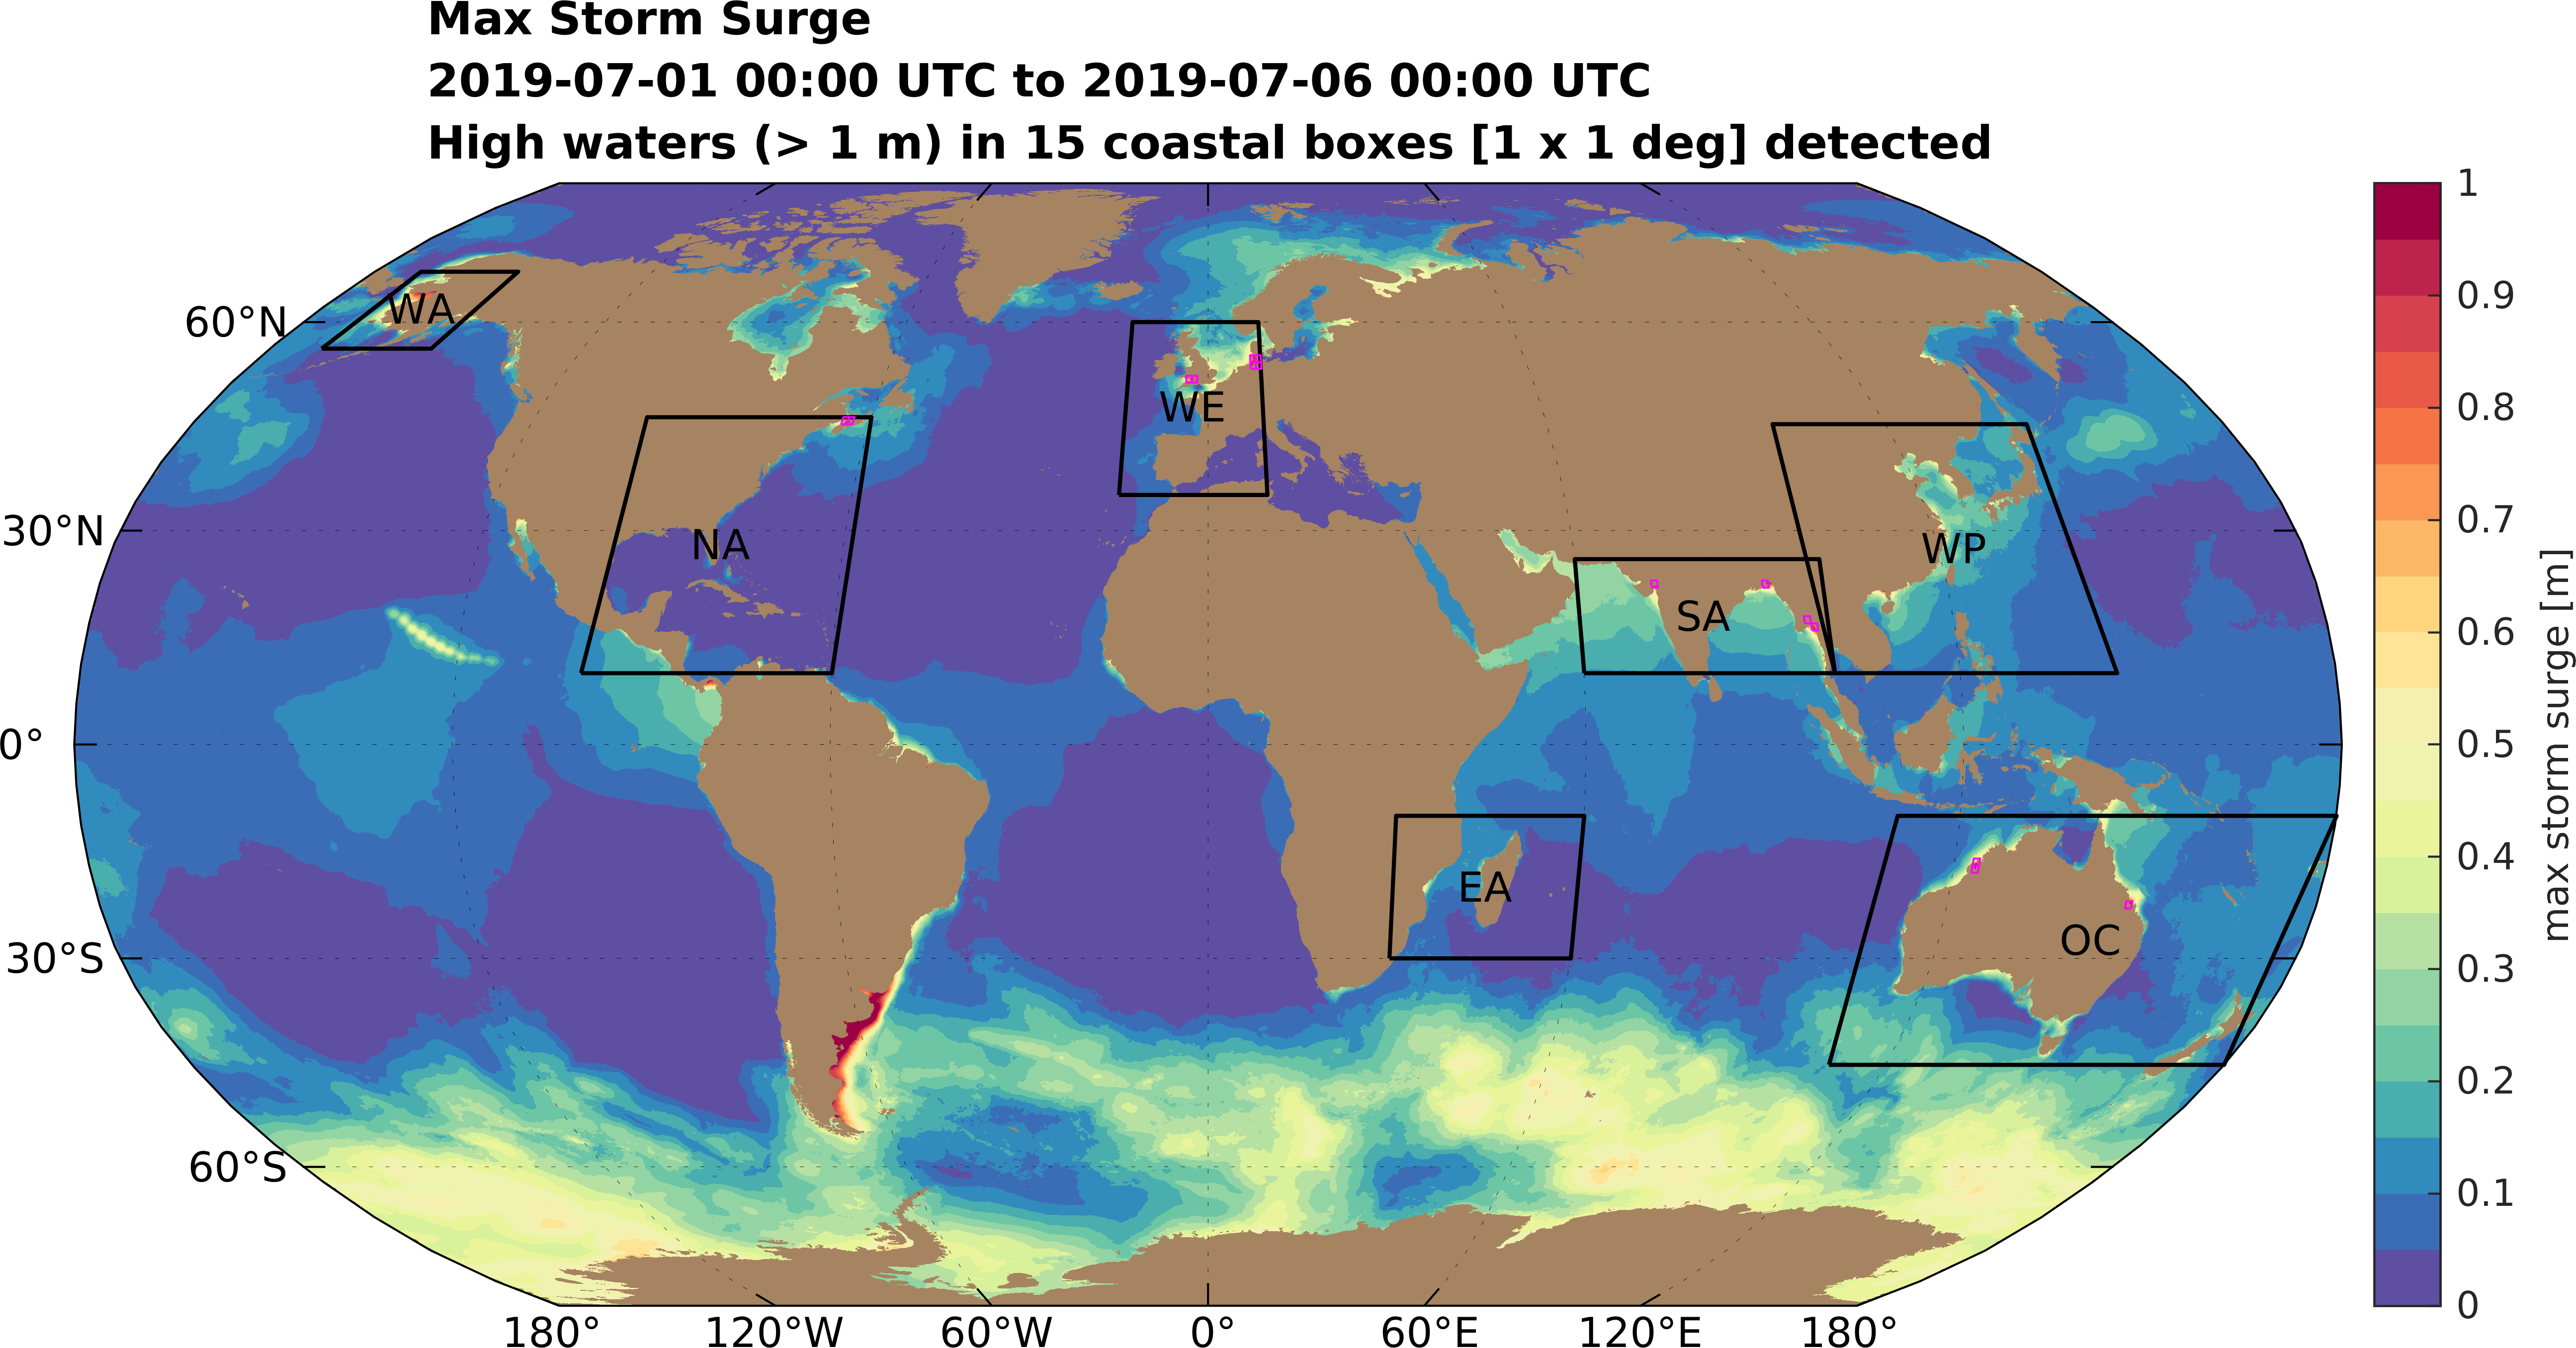 Max Storm Surge
2019-07-01 00:00 UTC to 2019-07-06 00:00 UTC
High waters (> 1 m) in 15 coastal boxes [1 x 1 deg] detected
60°N
30°N
0°
30°S
60°S
180°
120°W
60°W
0°
60°E
120°E
180°
WA
NA
WE
SA
WP
EA
OC
1
0.9
0.8
0.7
0.6
0.5
0.4
0.3
0.2
0.1
0
max storm surge [m]